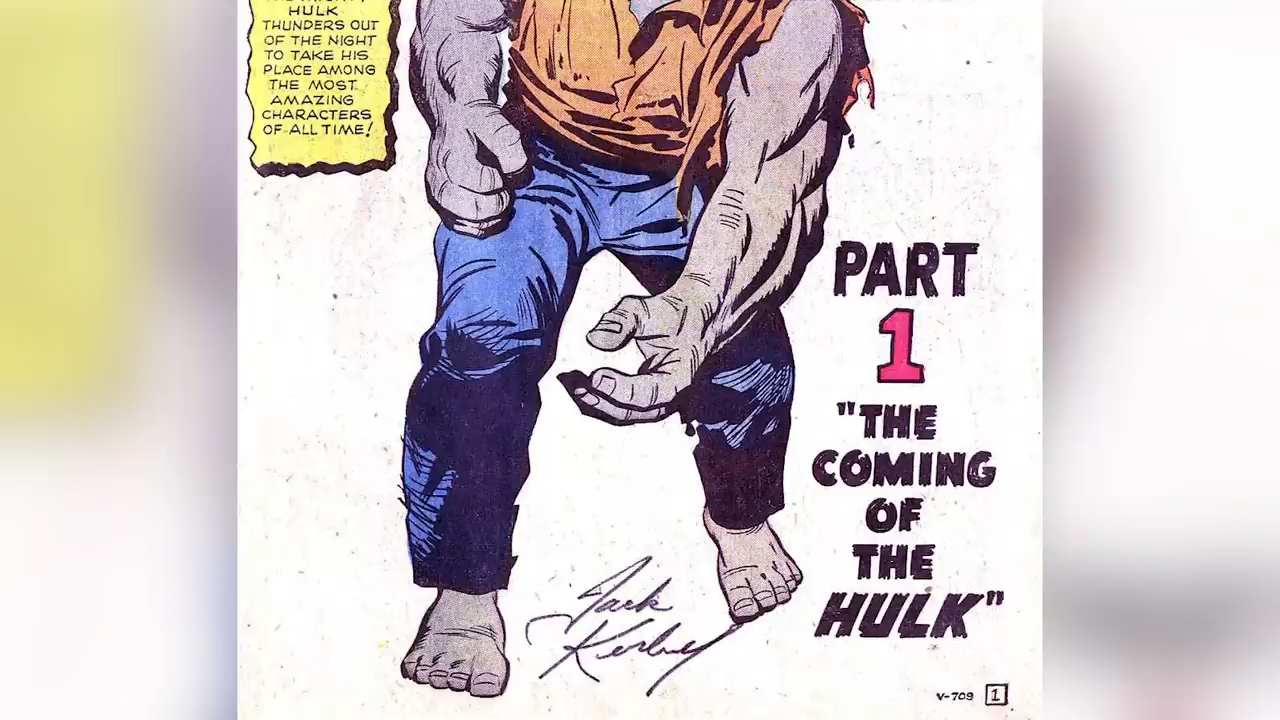 HULK
THUNDERS OUT
OF THE NIGHT
TO TAKE HIS
PLACE AMONG
THE MOST
AMAZING
CHARACTERS
OF ALL TIME!
PART
1
"THE
COMING
OF
THE
HULK"
Jack
Kirby
V-709 1